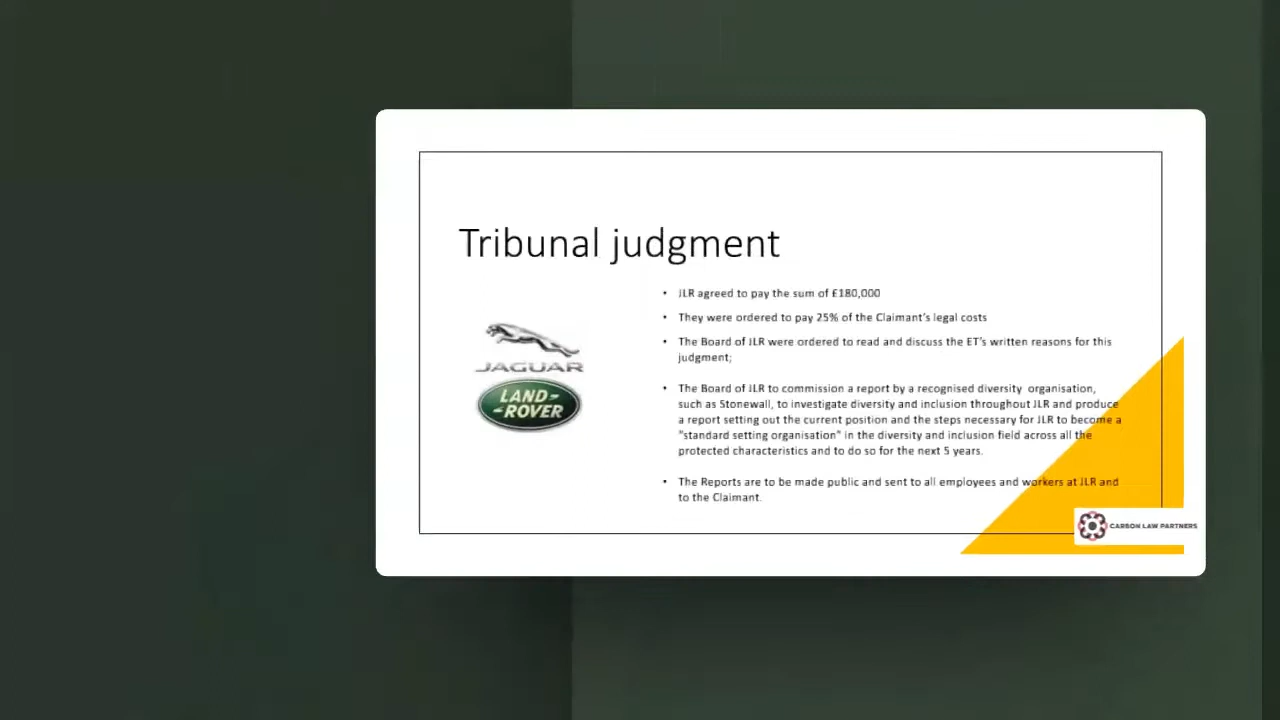 Tribunal judgment
• JLR agreed to pay the sum of £180,000
• They were ordered to pay 25% of the Claimant's legal costs
• The Board of JLR were ordered to read and discuss the ET's written reasons for this
judgment;
• The Board of JLR to commission a report by a recognised diversity organisation,
such as Stonewall, to investigate diversity and inclusion throughout JLR and produce
a report setting out the current position and the steps necessary for JLR to become a
"standard setting organisation" in the diversity and inclusion field across all the
protected characteristics and to do so for the next 5 years.
• The Reports are to be made public and sent to all employees and workers at JLR and
to the Claimant.
JAGUAR
LAND-
-ROVER
CARBON LAW PARTNERS